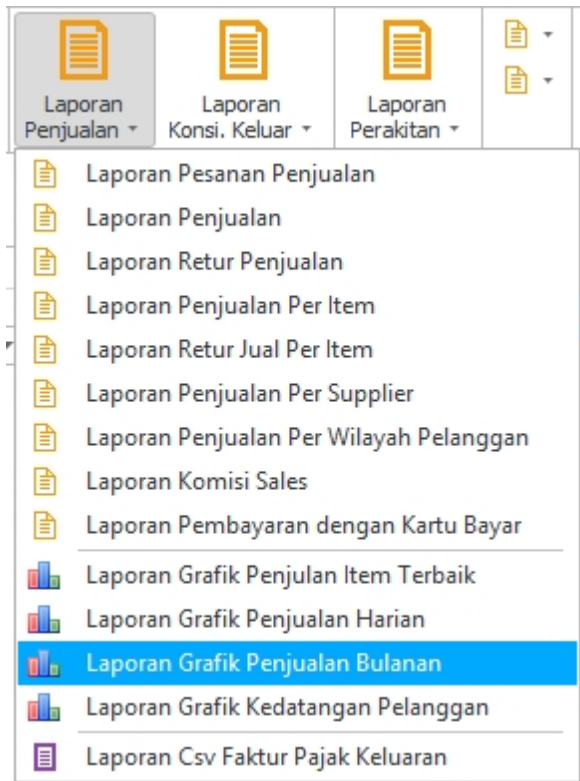 Laporan
Penjualan
Laporan
Konsi. Keluar
Laporan
Perakitan
Laporan Pesanan Penjualan
Laporan Penjualan
Laporan Retur Penjualan
Laporan Penjualan Per Item
Laporan Retur Jual Per Item
Laporan Penjualan Per Supplier
Laporan Penjualan Per Wilayah Pelanggan
Laporan Komisi Sales
Laporan Pembayaran dengan Kartu Bayar
Laporan Grafik Penjulan Item Terbaik
Laporan Grafik Penjualan Harian
Laporan Grafik Penjualan Bulanan
Laporan Grafik Kedatangan Pelanggan
Laporan Csv Faktur Pajak Keluaran